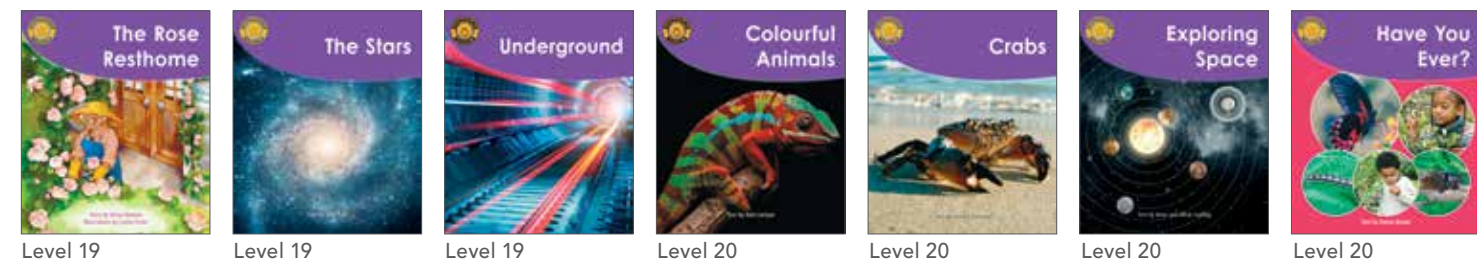 The Rose
Resthome
Level 19
The Stars
Level 19
Underground
Level 19
Colourful
Animals
Level 20
Crabs
Level 20
Exploring
Space
Level 20
Have You
Ever?
Level 20